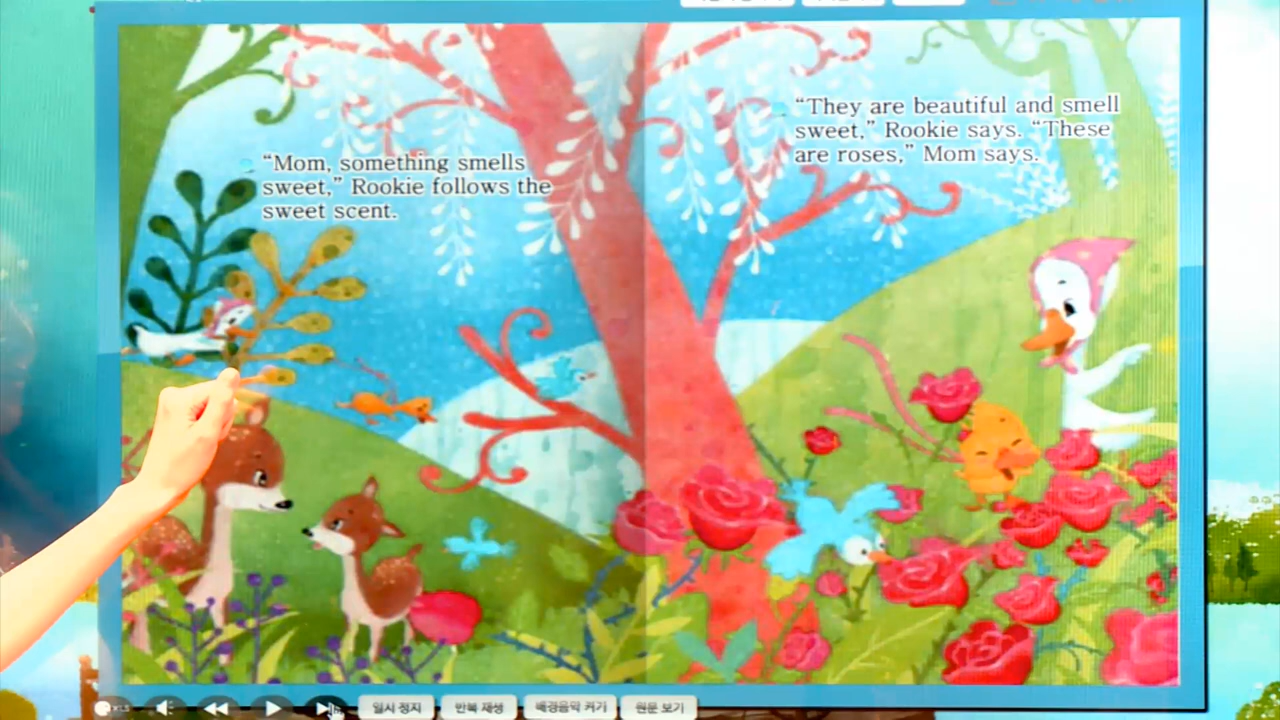 “Mom, something smells
sweet,” Rookie follows the
sweet scent.
“They are beautiful and smell
sweet,” Rookie says. “These
are roses,” Mom says.
x1.5
일시 정지
반복 재생
배경음악 켜기
원문 보기